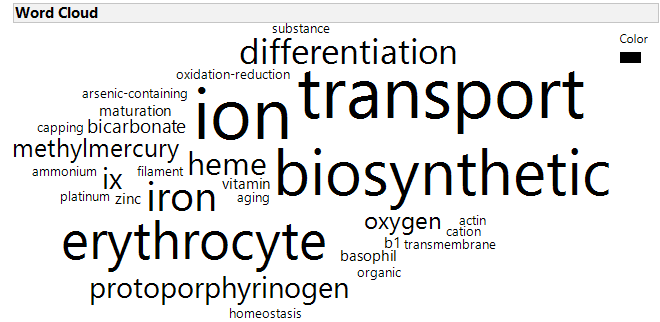 Word Cloud
substance
Color
differentiation
oxidation-reduction
transport
arsenic-containing
ion
maturation
capping bicarbonate
methylmercury
heme
biosynthetic
ammonium
ix
filament
vitamin
platinum
zinc
iron
aging
oxygen
actin
cation
erythrocyte
b1 transmembrane
basophil
organic
protoporphyrinogen
homeostasis